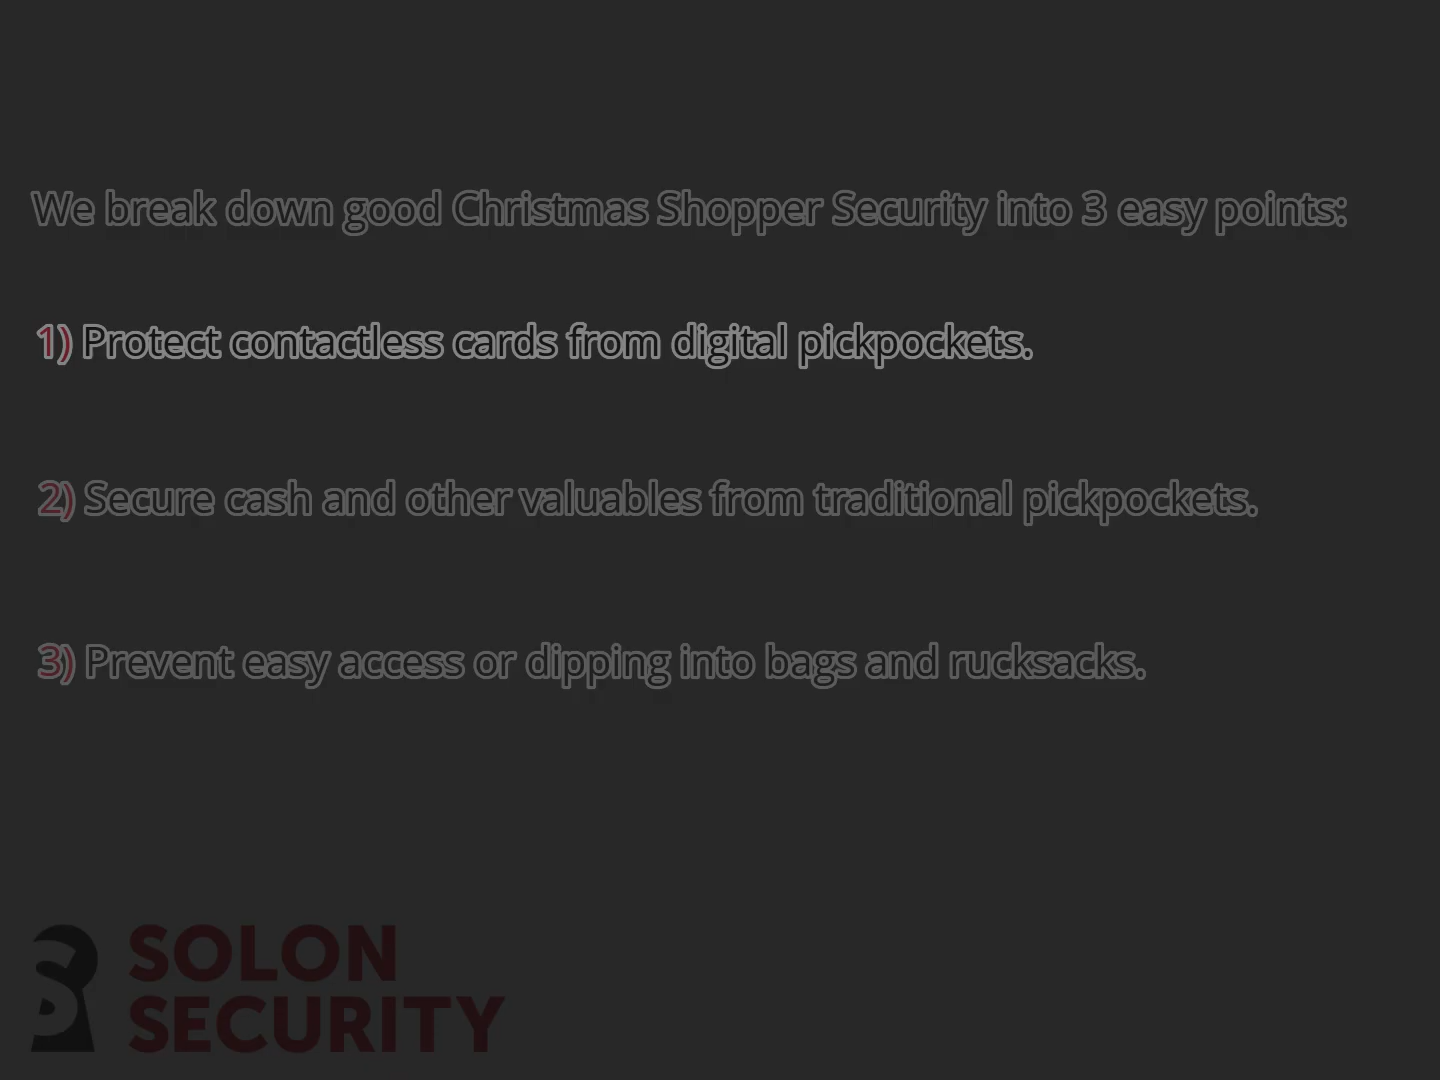 We break down good Christmas Shopper Security into 3 easy points:
1) Protect contactless cards from digital pickpockets.
2) Secure cash and other valuables from traditional pickpockets.
3) Prevent easy access or dipping into bags and rucksacks.
SOLON
SECURITY